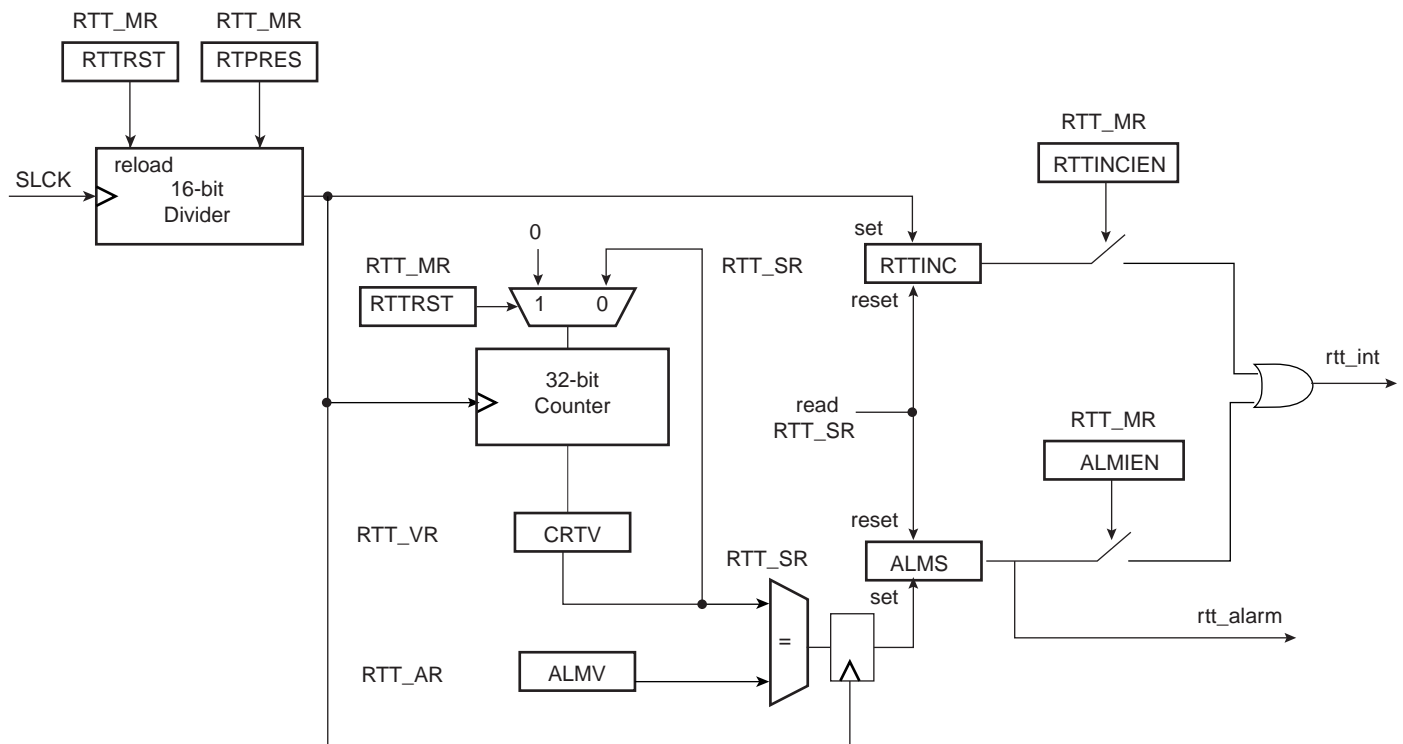 RTT_MR
RTT_MR
RTTRST
RTPRES
SLCK
reload
16-bit
Divider
RTT_MR
RTTINCIEN
0
set
RTT_MR
RTT_SR
RTTINC
RTTRST
1
0
reset
32-bit
Counter
rtt_int
read
RTT_SR
RTT_MR
ALMIEN
reset
RTT_VR
CRTV
RTT_SR
ALMS
set
rtt_alarm
=
RTT_AR
ALMV